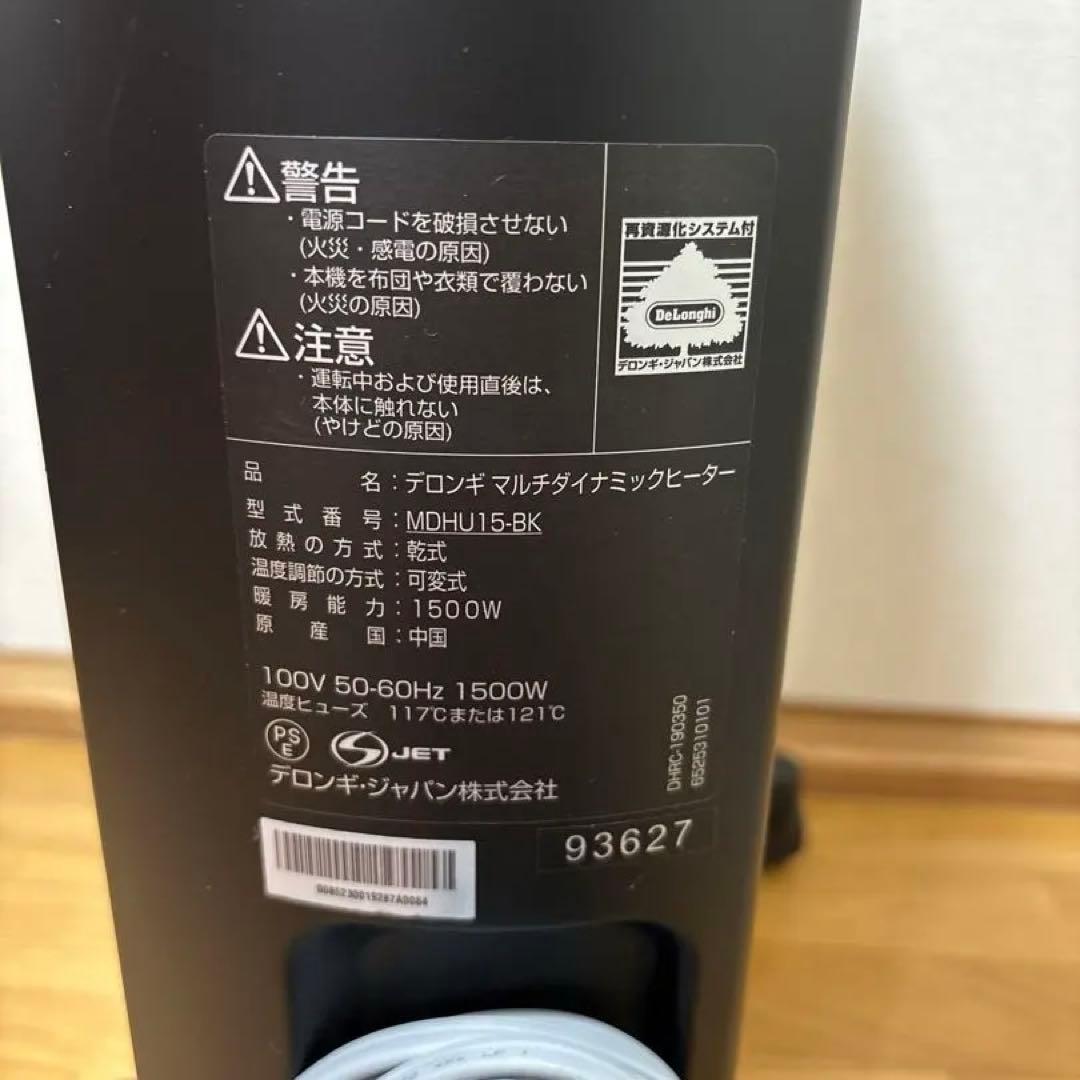 警告
・電源コードを破損させない
(火災・感電の原因)
・本機を布団や衣類で覆わない
(火災の原因)
注意
・運転中および使用直後は、
本体に触れない
(やけどの原因)
再資源化システム付
DeLonghi
デロンギ・ジャパン株式会社
品名：デロンギ マルチダイナミックヒーター
型式番号：MDHU15-BK
放熱の方式：乾式
温度調節の方式：可変式
暖房能力：1500W
原産国：中国
100V 50-60Hz 1500W
温度ヒューズ 117℃または121℃
PS
E
S JET
デロンギ・ジャパン株式会社
DHRC-190350
6525310101
93627